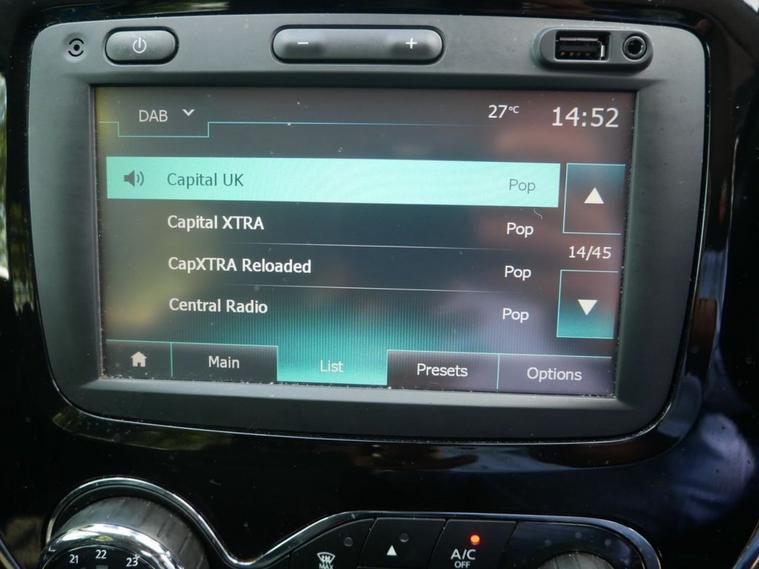 − +
DAB 27°C 14:52
Capital UK Pop
Capital XTRA Pop
14/45
CapXTRA Reloaded Pop
Central Radio Pop
Main List Presets Options
21 22 23
MAX
A/C
OFF